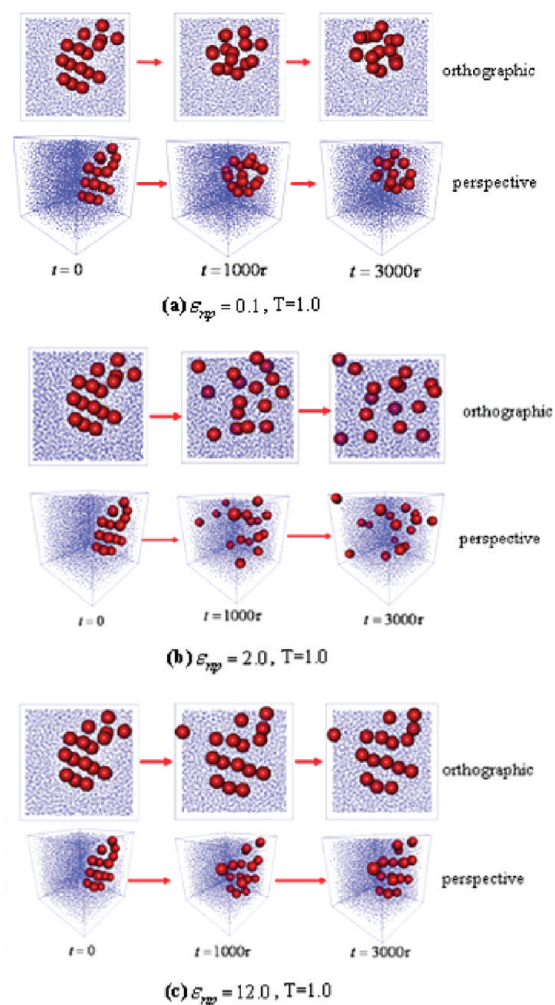 orthographic
perspective
t = 0 t = 1000τ t = 3000τ
(a) ε_np = 0.1, T=1.0
orthographic
perspective
t = 0 t = 1000τ t = 3000τ
(b) ε_np = 2.0, T=1.0
orthographic
perspective
t = 0 t = 1000τ t = 3000τ
(c) ε_np = 12.0, T=1.0